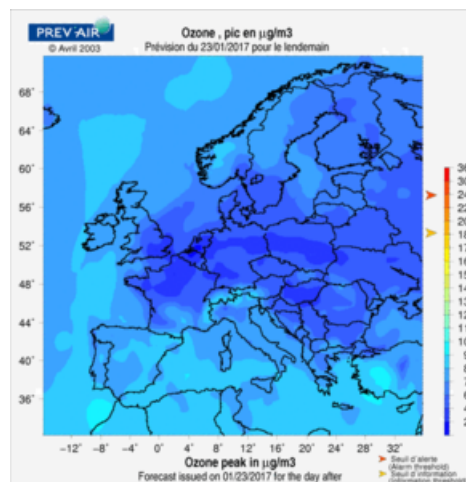 PREV'AIR
© Avril 2003
Ozone , pic en µg/m3
Prévision du 23/01/2017 pour le lendemain
68°
64°
60°
56°
52°
48°
44°
40°
36°
-12° -8° -4° 0° 4° 8° 12° 16° 20° 24° 28° 32°
Ozone peak in µg/m3
Forecast issued on 01/23/2017 for the day after
Seuil d'alerte
(Alarm threshold)
Seuil d'information
(Information threshold)